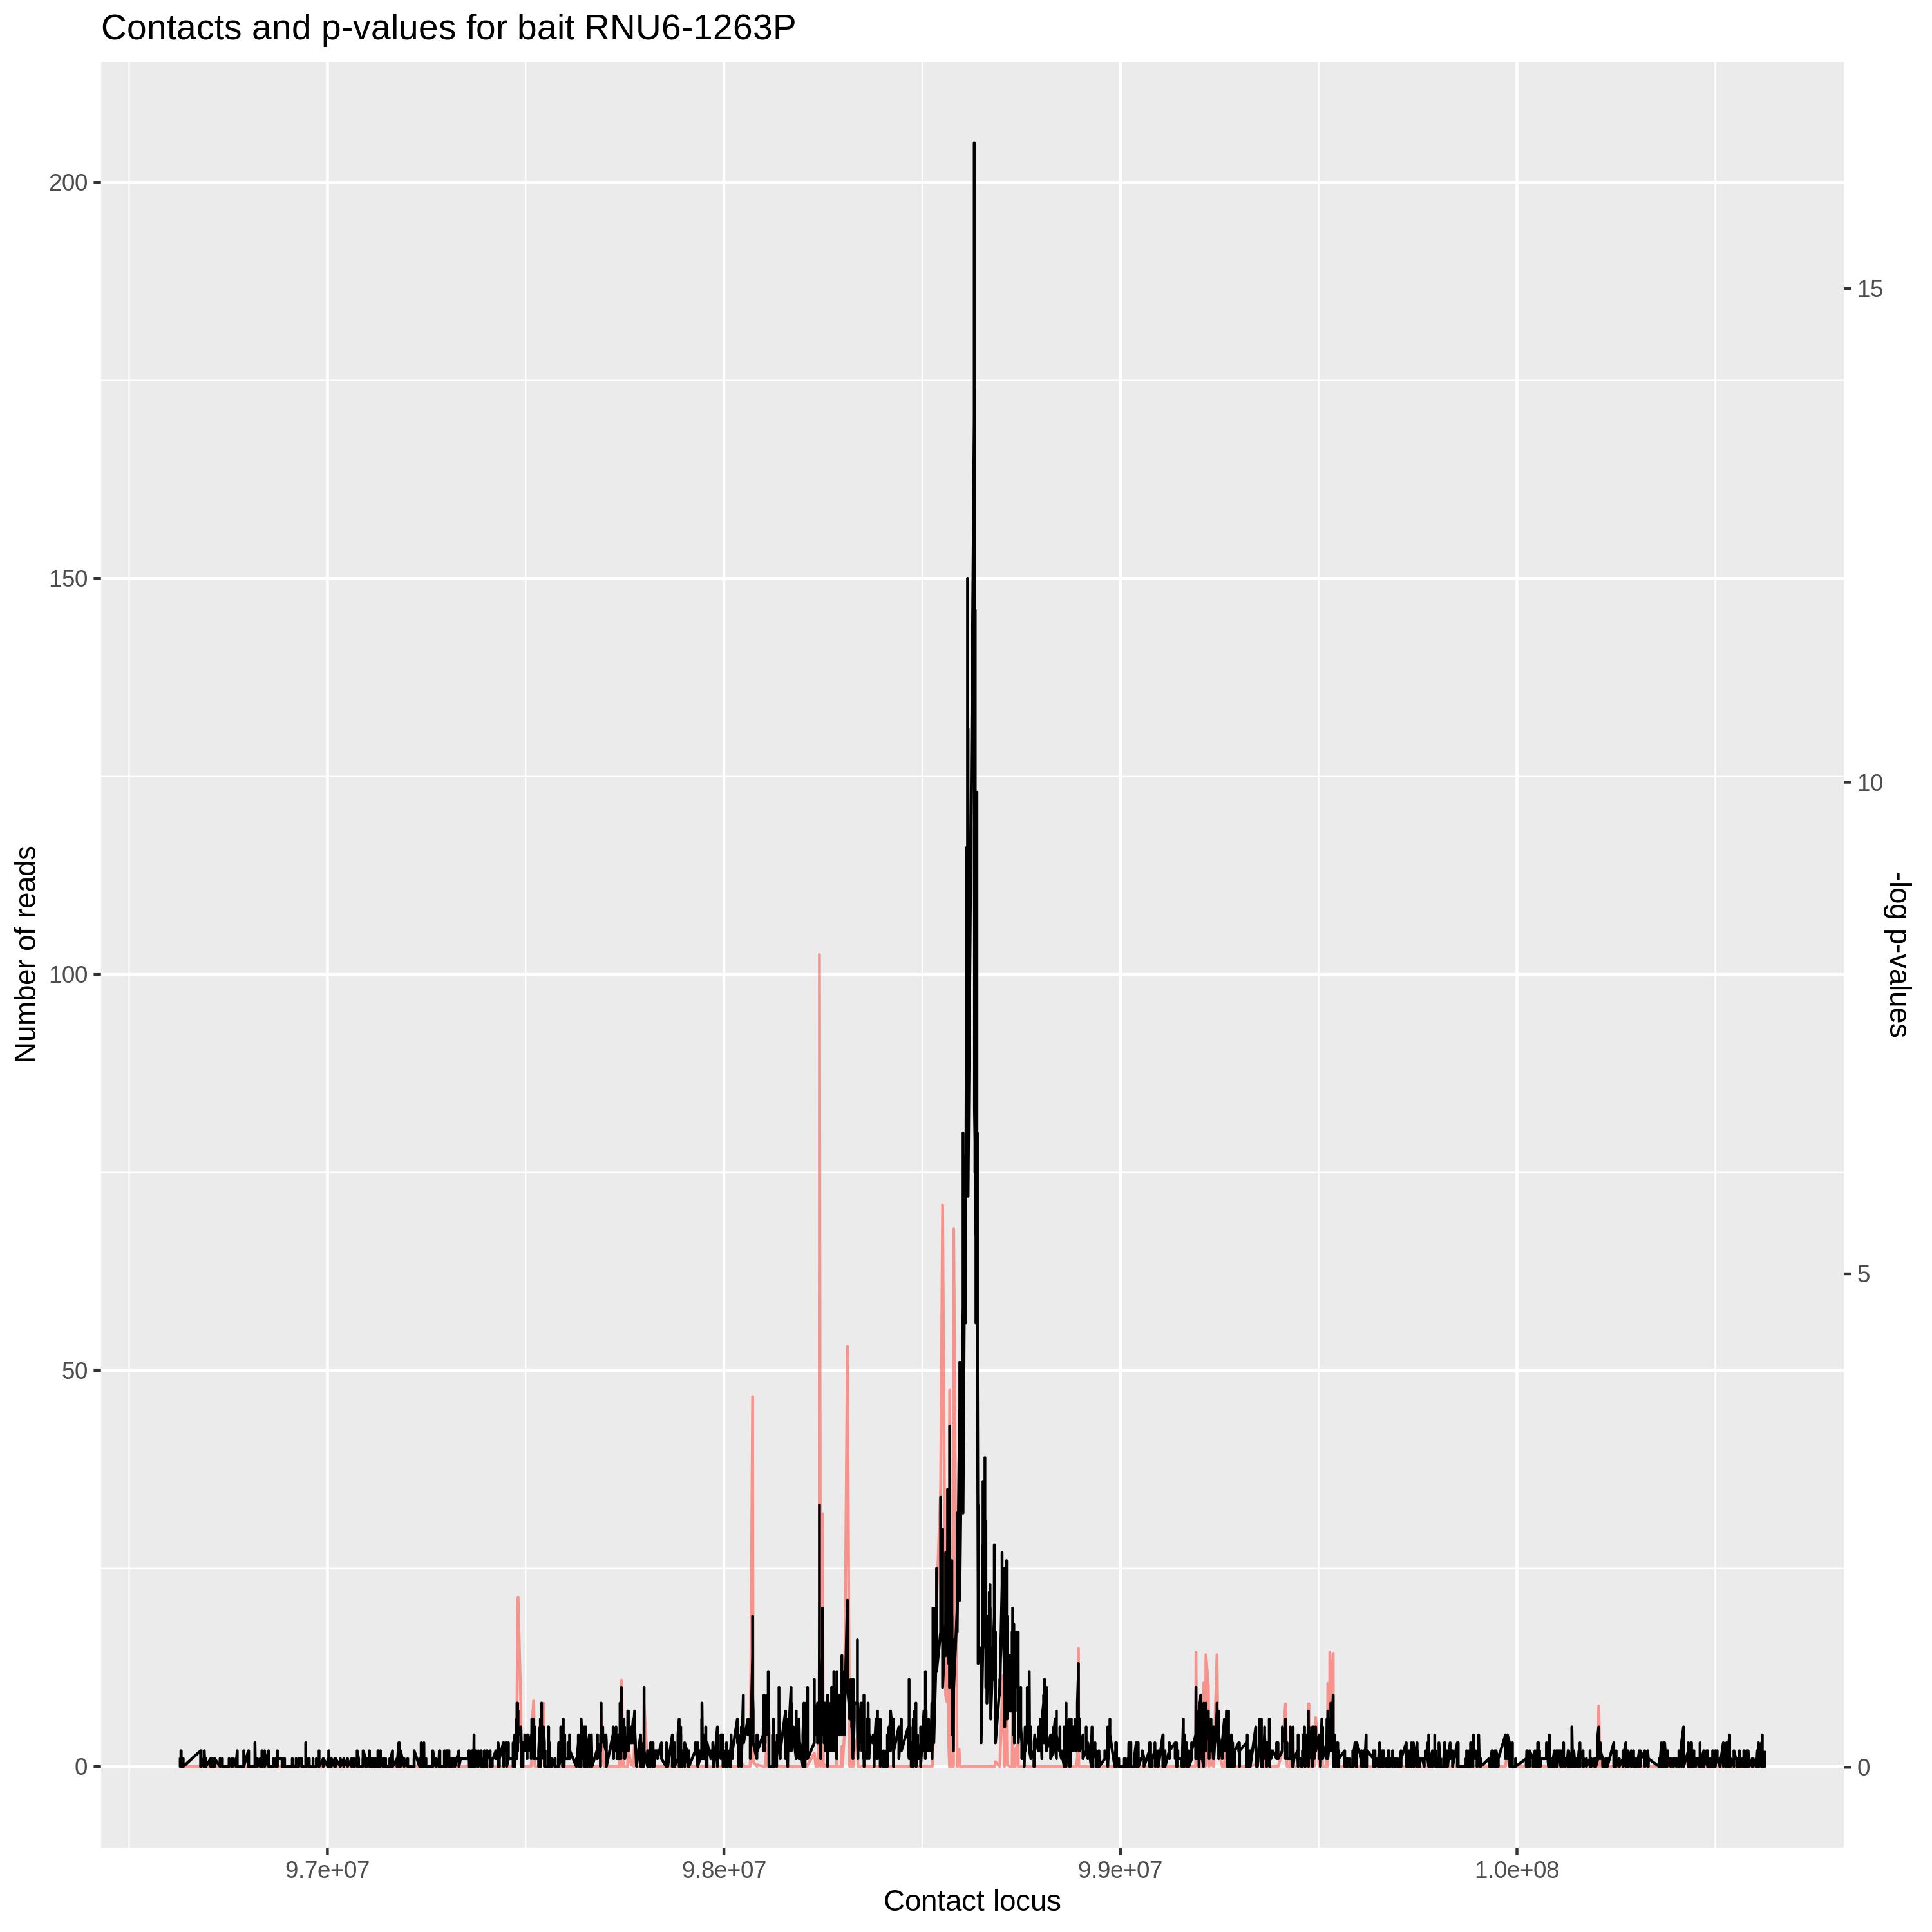 Contacts and p-values for bait RNU6-1263P
200
150
100
50
0
15
10
5
0
Number of reads
-log p-values
9.7e+07 9.8e+07 9.9e+07 1.0e+08
Contact locus